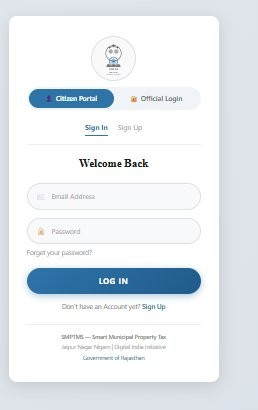 Citizen Portal
Official Login
Sign In
Sign Up
Welcome Back
Email Address
Password
Forget your password?
LOG IN
Don't have an Account yet? Sign Up
SMPTMS — Smart Municipal Property Tax
Jaipur Nagar Nigam | Digital India Initiative
Government of Rajasthan